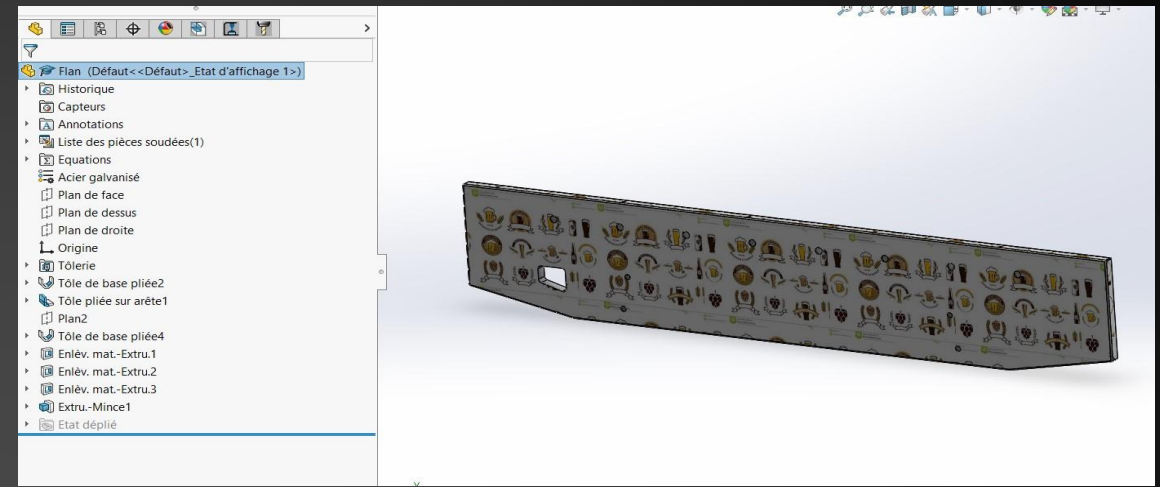 Flan (Défaut<<Défaut>_Etat d'affichage 1>)
Historique
Capteurs
Annotations
Liste des pièces soudées(1)
Equations
Acier galvanisé
Plan de face
Plan de dessus
Plan de droite
Origine
Tôlerie
Tôle de base pliée2
Tôle pliée sur arête1
Plan2
Tôle de base pliée4
Enlèv. mat.-Extru.1
Enlèv. mat.-Extru.2
Enlèv. mat.-Extru.3
Extru.-Mince1
Etat déplié